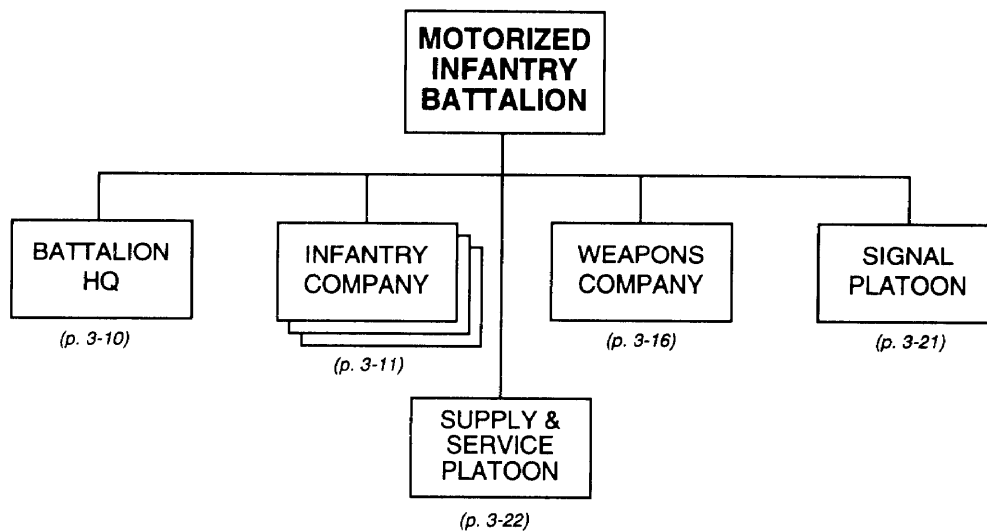 MOTORIZED
INFANTRY
BATTALION
BATTALION
HQ
(p. 3-10)
INFANTRY
COMPANY
(p. 3-11)
WEAPONS
COMPANY
(p. 3-16)
SIGNAL
PLATOON
(p. 3-21)
SUPPLY &
SERVICE
PLATOON
(p. 3-22)